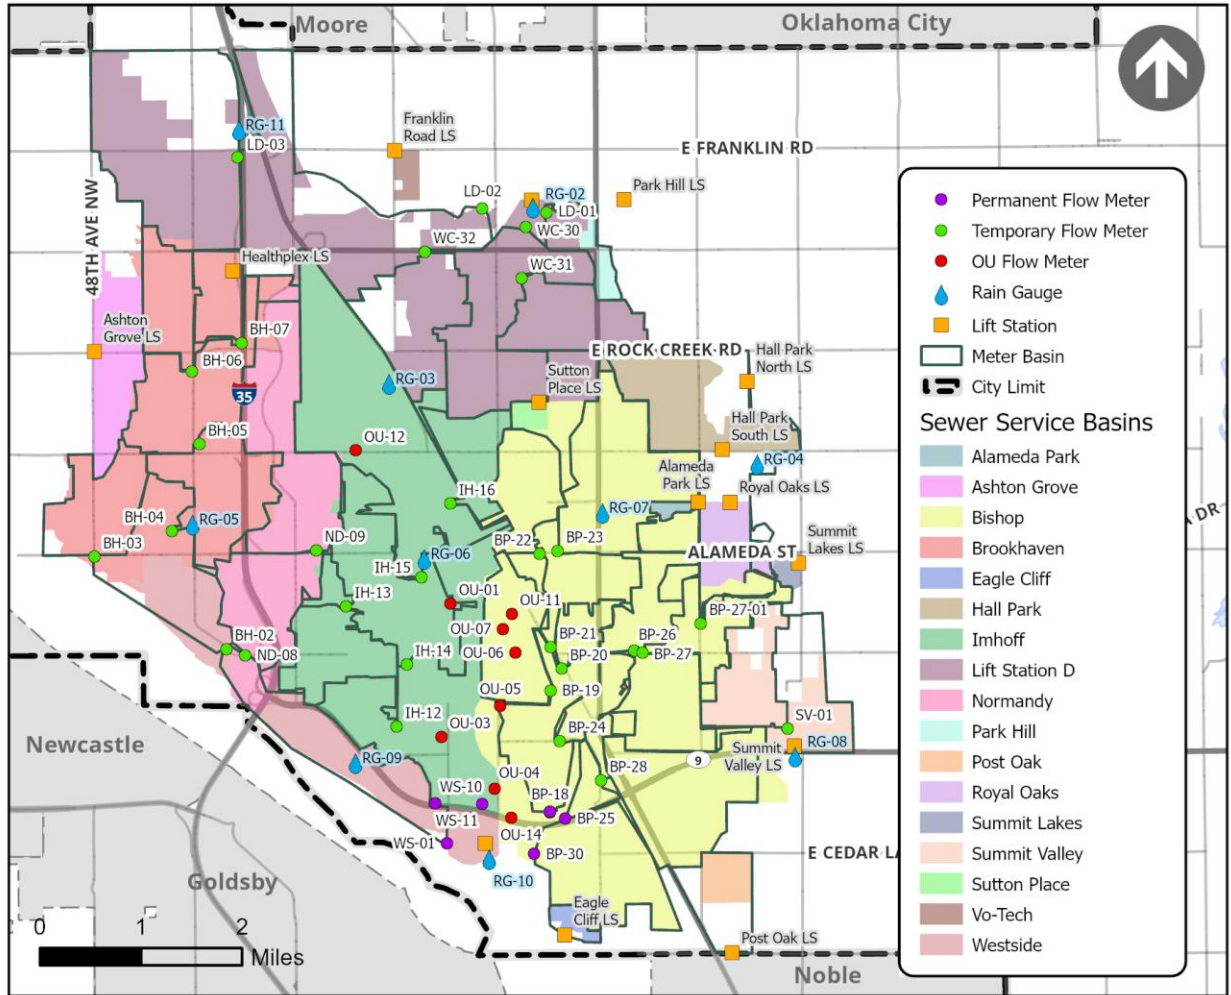 Moore
Oklahoma City
RG-11
LD-03
Franklin
Road LS
E FRANKLIN RD
LD-02
RG-02
Park Hill LS
LD-01
WC-30
WC-32
48TH AVE NW
Healthplex LS
WC-31
Ashton
Grove LS
BH-07
BH-06
E ROCK CREEK RD
Hall Park
North LS
35
RG-03
Sutton
Place LS
BH-05
OU-12
Hall Park
South LS
RG-04
Alameda
Park LS
Royal Oaks LS
IH-16
BH-04
RG-05
RG-07
BH-03
ND-09
BP-22
BP-23
ALAMEDA ST
Summit
Lakes LS
RG-06
IH-15
IH-13
OU-01
OU-11
BP-27-01
OU-07
BH-02
ND-08
IH-14
OU-06
BP-21
BP-26
BP-20
BP-27
OU-05
BP-19
IH-12
OU-03
BP-24
SV-01
RG-08
Summit
Valley LS
9
RG-09
OU-04
BP-28
WS-10
BP-18
WS-11
BP-25
OU-14
WS-01
BP-30
RG-10
E CEDAR LA
Newcastle
Goldsby
Eagle
Cliff LS
Post Oak LS
Noble
0 1 2
Miles
DR
Permanent Flow Meter
Temporary Flow Meter
OU Flow Meter
Rain Gauge
Lift Station
Meter Basin
City Limit
Sewer Service Basins
Alameda Park
Ashton Grove
Bishop
Brookhaven
Eagle Cliff
Hall Park
Imhoff
Lift Station D
Normandy
Park Hill
Post Oak
Royal Oaks
Summit Lakes
Summit Valley
Sutton Place
Vo-Tech
Westside